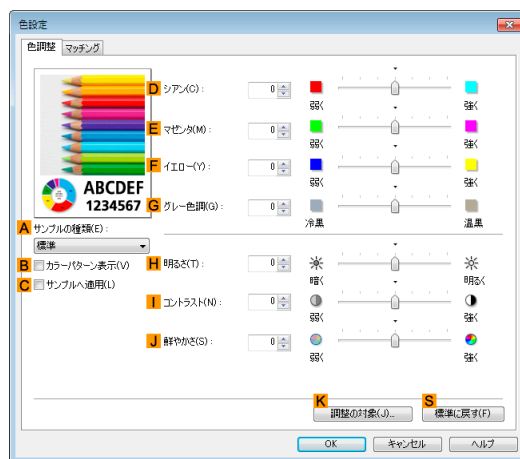 色設定
色調整 マッチング
ABCDEF
1234567
A サンプルの種類(E):
標準
B カラーパターン表示(V)
C サンプルへ適用(L)
D シアン(C): 0
弱く 強く
E マゼンタ(M): 0
弱く 強く
F イエロー(Y): 0
弱く 強く
G グレー色調(G): 0
冷黒 温黒
H 明るさ(T): 0
暗く 明るく
I コントラスト(N): 0
弱く 強く
J 鮮やかさ(S): 0
弱く 強く
K 調整の対象(J)... S 標準に戻す(F)
OK キャンセル ヘルプ